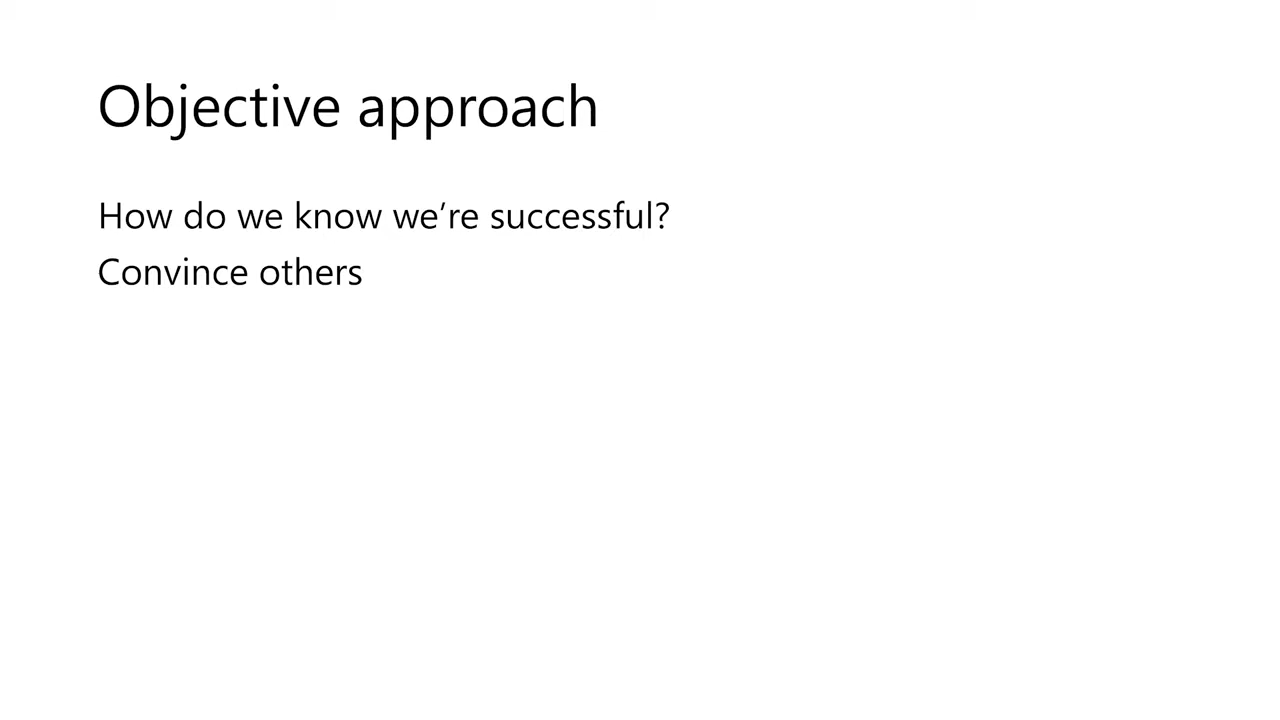 Objective approach
How do we know we’re successful?
Convince others